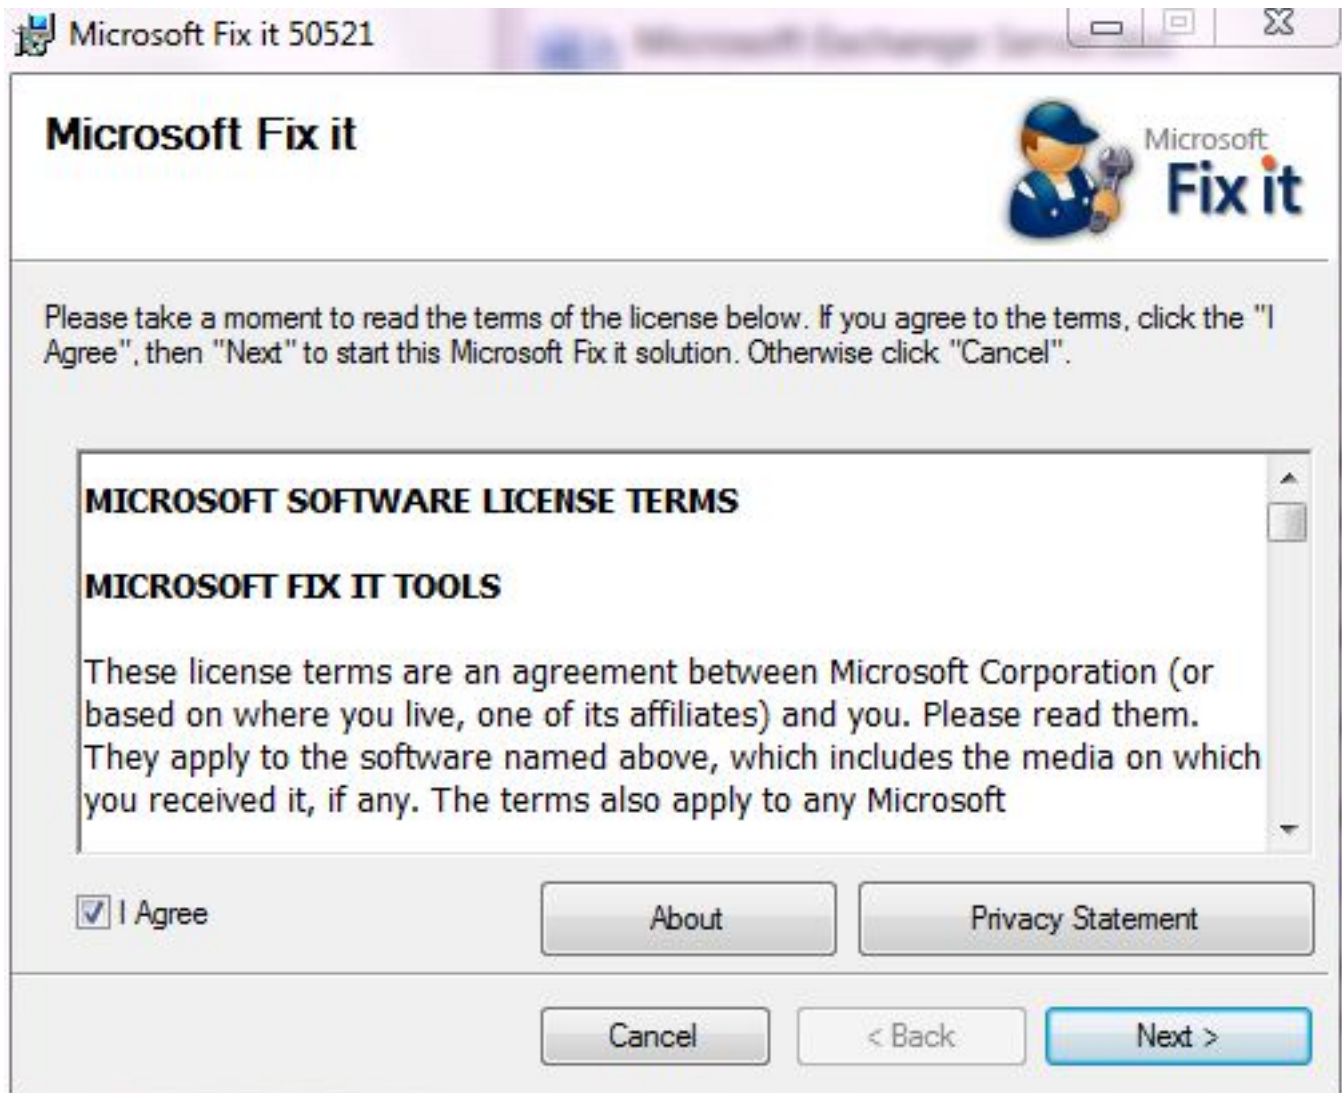 Microsoft Fix it 50521
Microsoft Exchange Server
Microsoft Fix it
Microsoft
Fix it
Please take a moment to read the terms of the license below. If you agree to the terms, click the "I
Agree", then "Next" to start this Microsoft Fix it solution. Otherwise click "Cancel".
MICROSOFT SOFTWARE LICENSE TERMS
MICROSOFT FIX IT TOOLS
These license terms are an agreement between Microsoft Corporation (or
based on where you live, one of its affiliates) and you. Please read them.
They apply to the software named above, which includes the media on which
you received it, if any. The terms also apply to any Microsoft
I Agree
About
Privacy Statement
Cancel
< Back
Next >